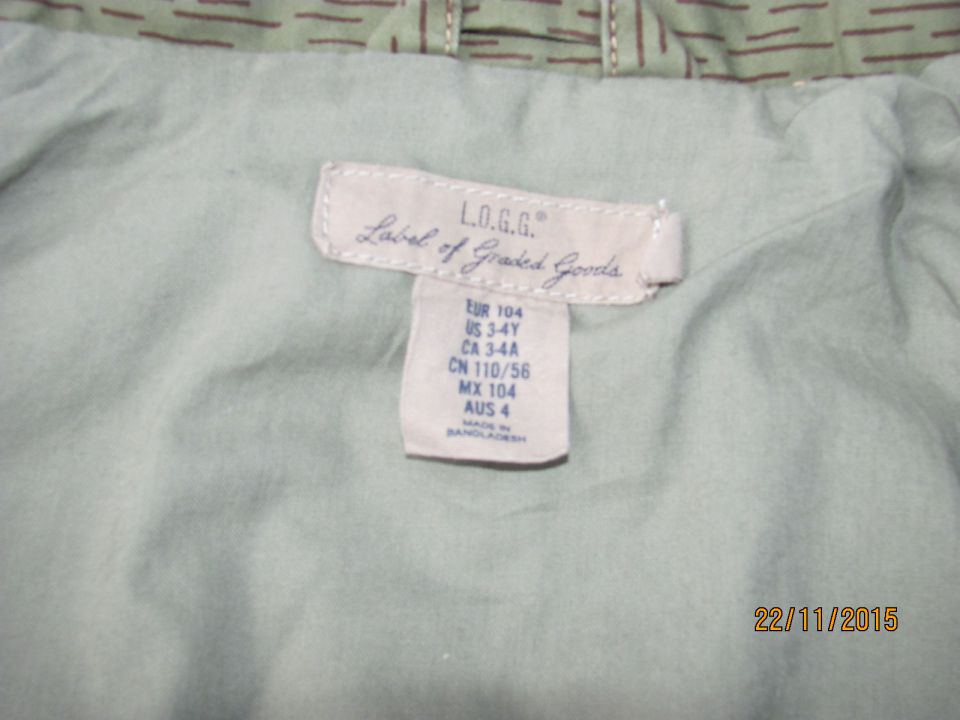 L.O.G.G.®
Label of Graded Goods
EUR 104
US 3-4Y
CA 3-4A
CN 110/56
MX 104
AUS 4
MADE IN
BANGLADESH
22/11/2015